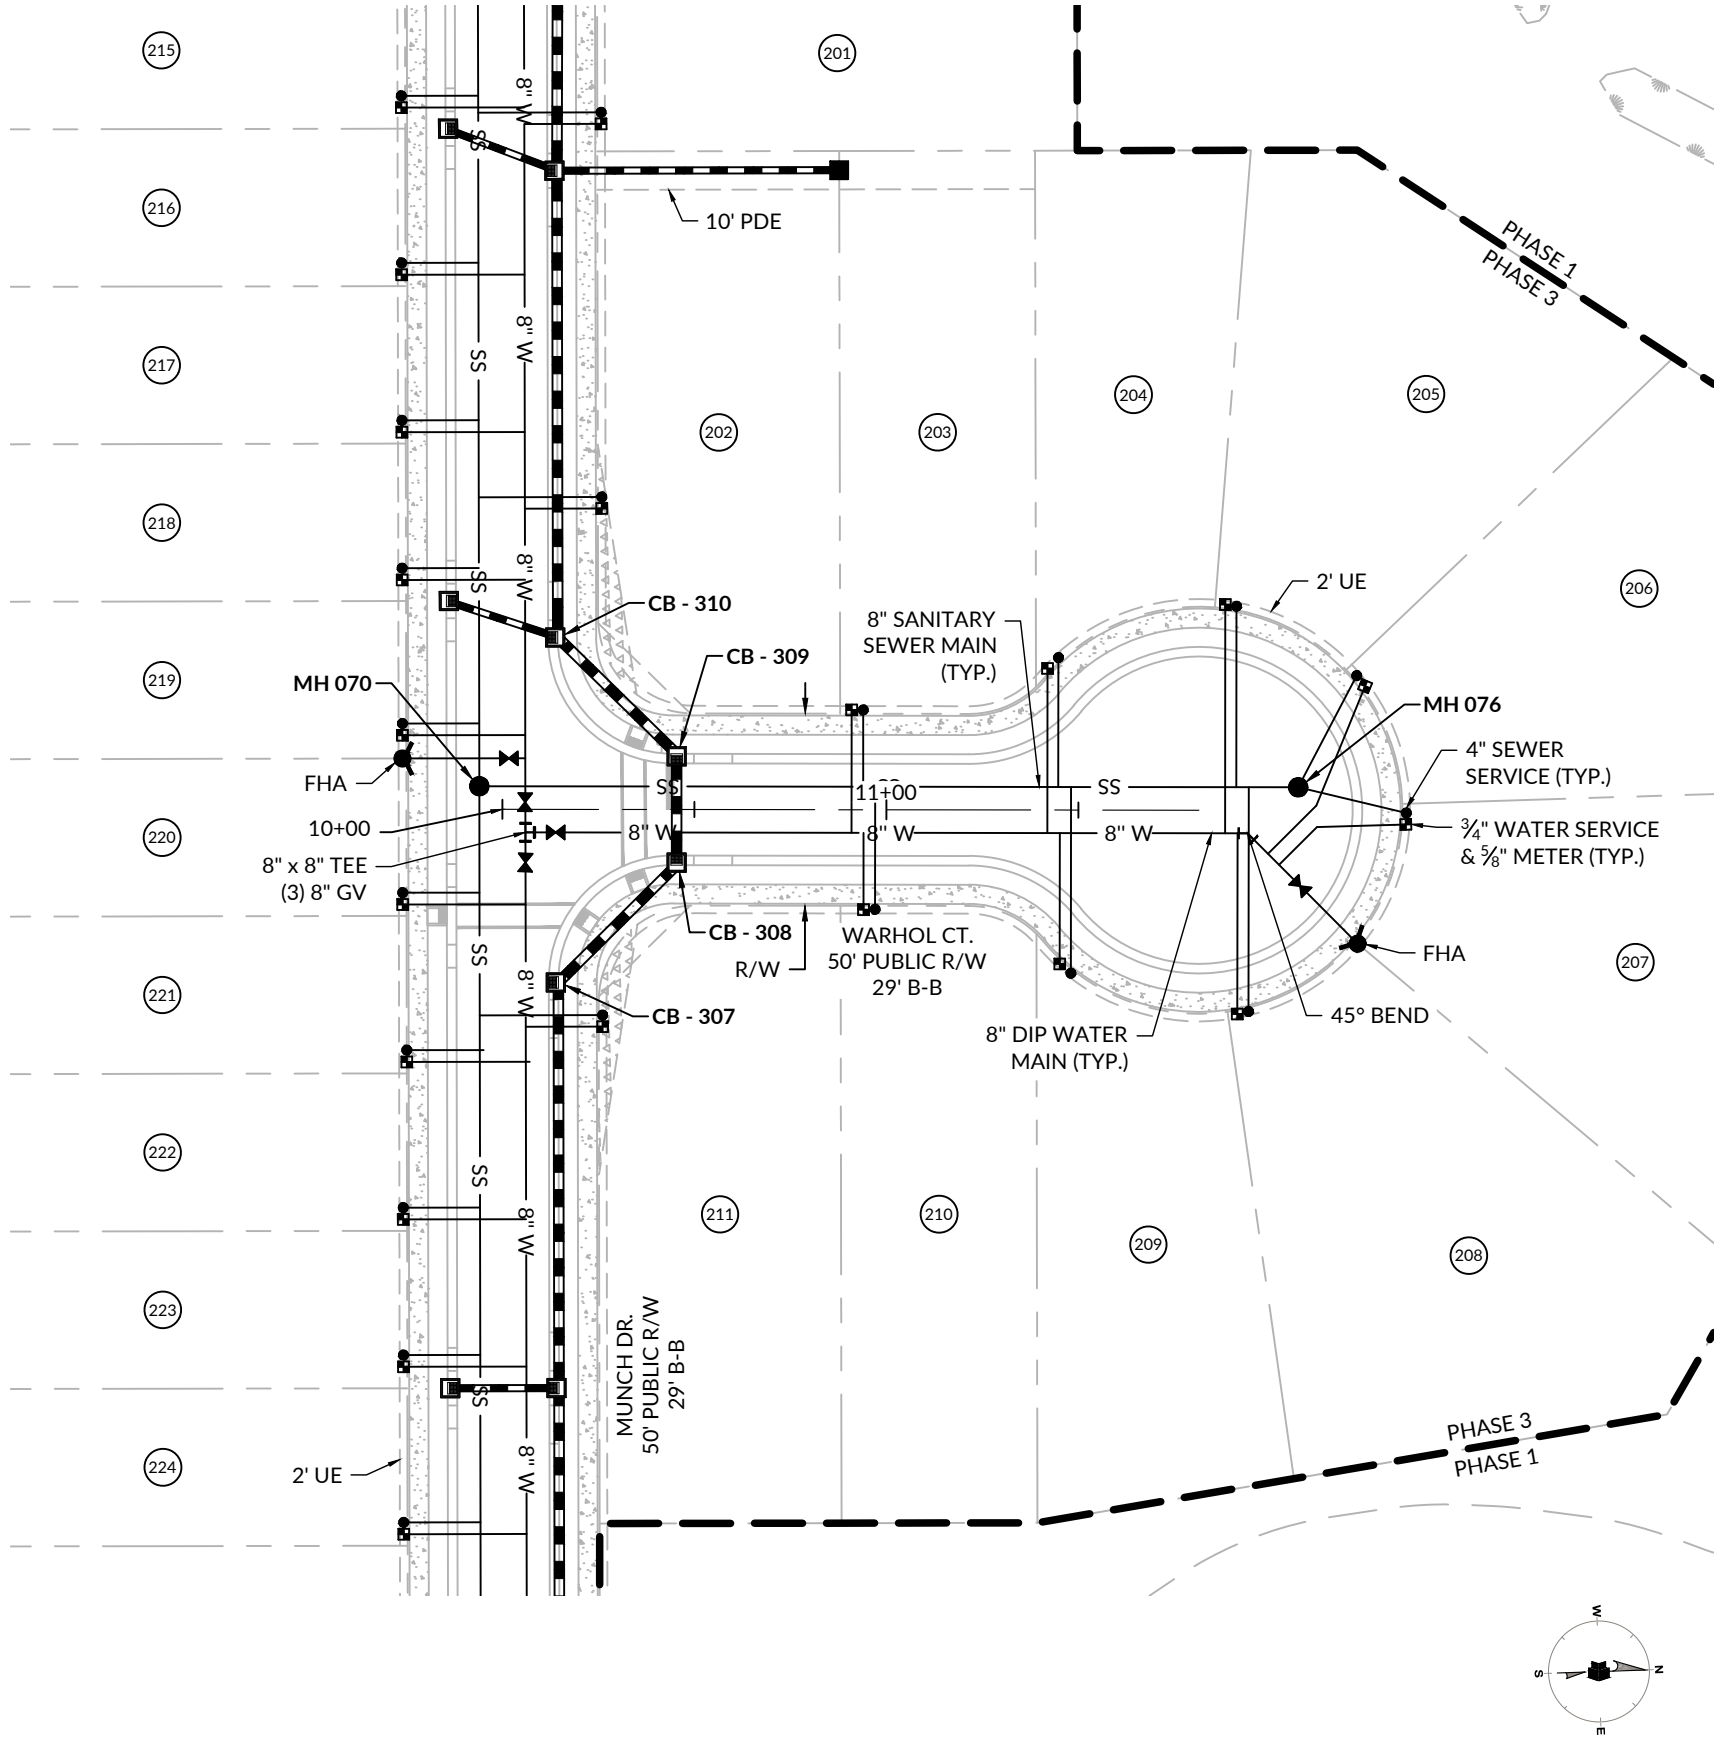 215
201
8" W
SS
216
10' PDE
PHASE 1
PHASE 3
217
8" W
SS
204
205
202
203
218
8" W
SS
2' UE
206
CB - 310
8" SANITARY
SEWER MAIN
(TYP.)
CB - 309
219
MH 070
MH 076
4" SEWER
SERVICE (TYP.)
FHA
SS
SS
11+00
SS
10+00
220
8" W
8" W
8" W
3/4" WATER SERVICE
& 5/8" METER (TYP.)
8" x 8" TEE
(3) 8" GV
CB - 308
WARHOL CT.
50' PUBLIC R/W
29' B-B
R/W
FHA
207
SS
221
8" W
CB - 307
45° BEND
8" DIP WATER
MAIN (TYP.)
222
SS
8" W
211
210
209
208
223
MUNCH DR.
50' PUBLIC R/W
29' B-B
SS
PHASE 3
PHASE 1
224
2' UE
8" W
W
S
N
E